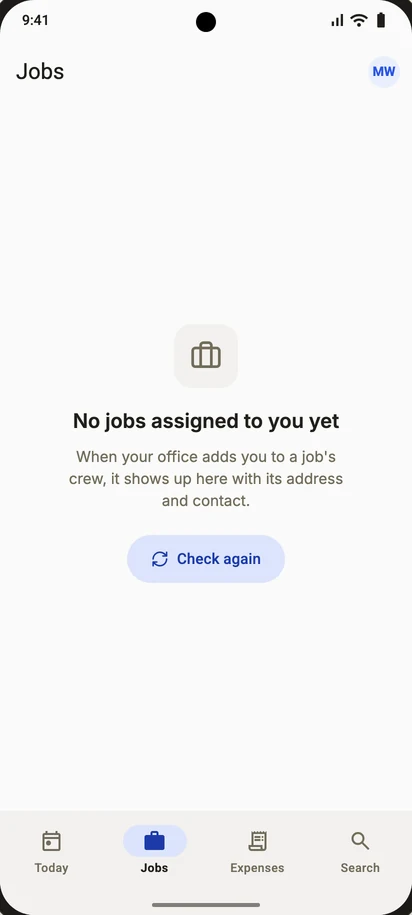 9:41
Jobs
MW
No jobs assigned to you yet
When your office adds you to a job's
crew, it shows up here with its address
and contact.
Check again
Today
Jobs
Expenses
Search